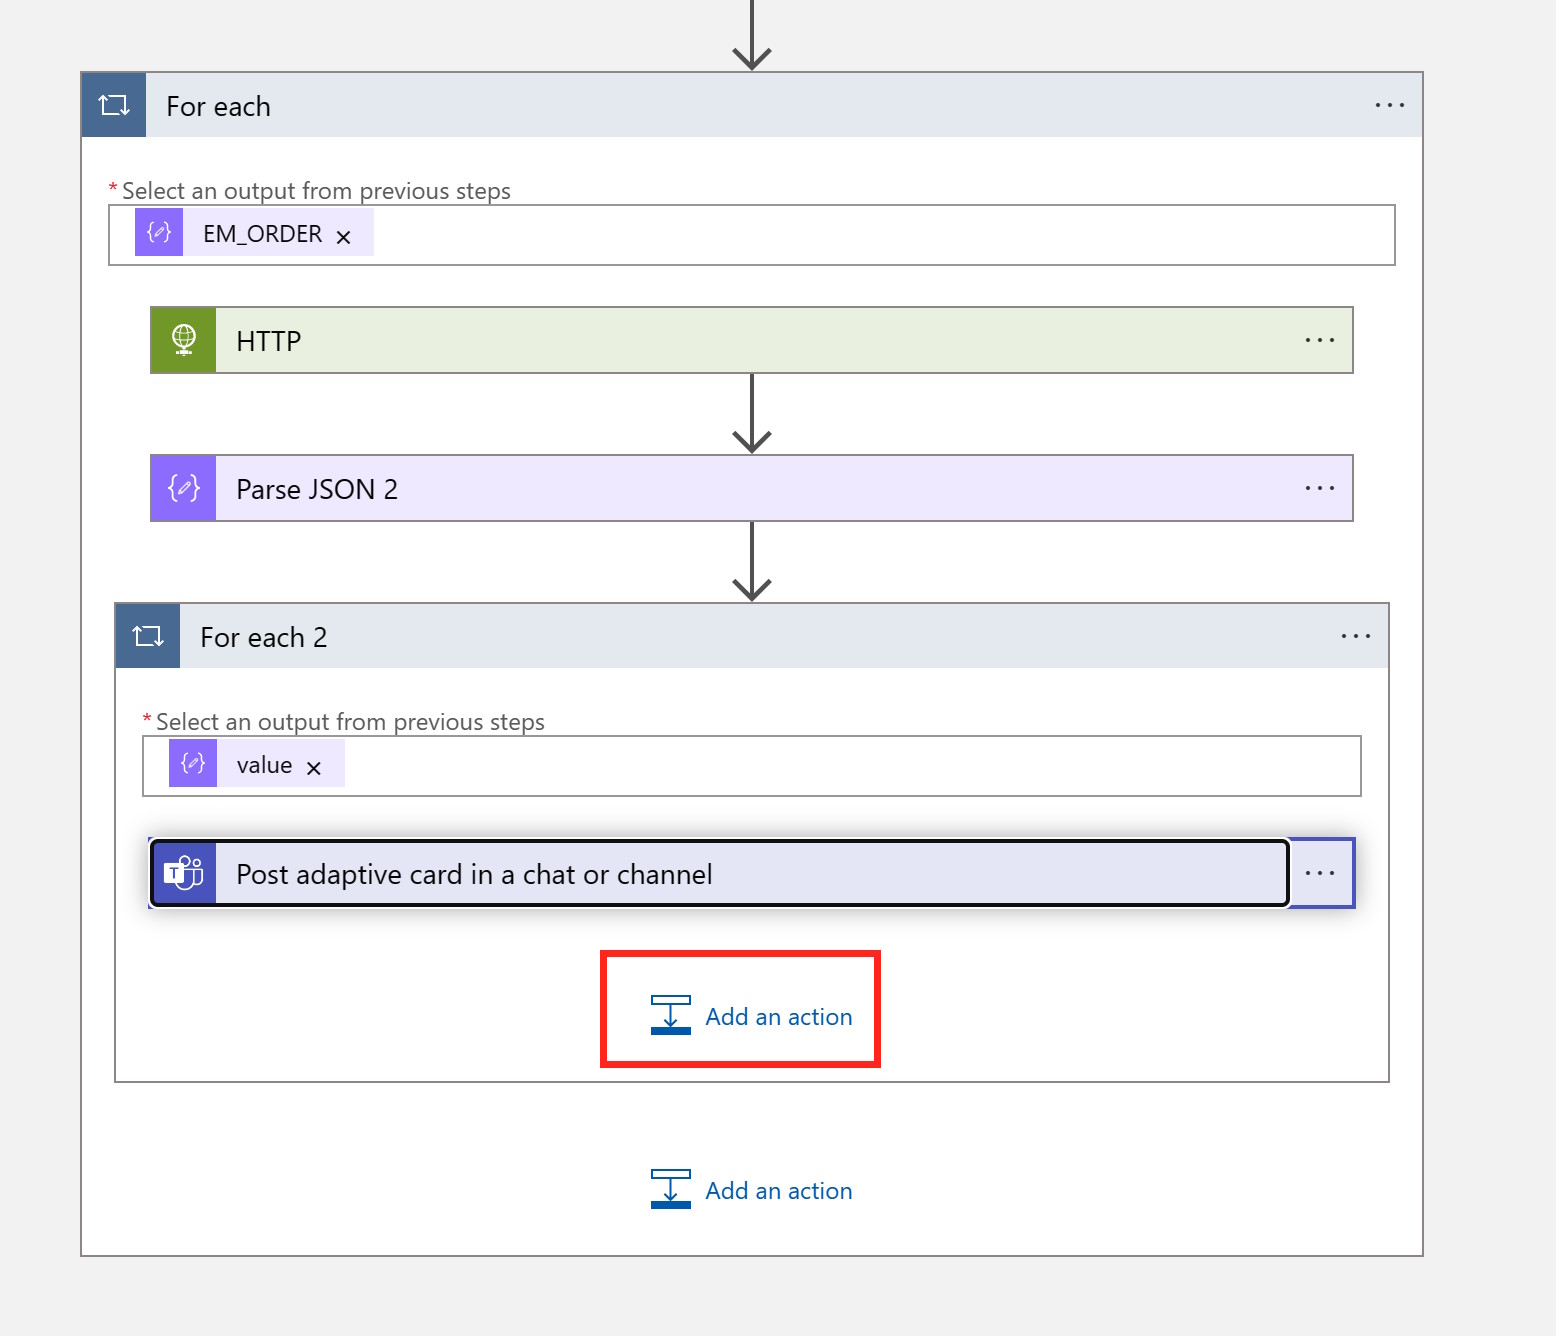 For each
* Select an output from previous steps
EM_ORDER
HTTP
Parse JSON 2
For each 2
* Select an output from previous steps
value
T
Post adaptive card in a chat or channel
Add an action
Add an action